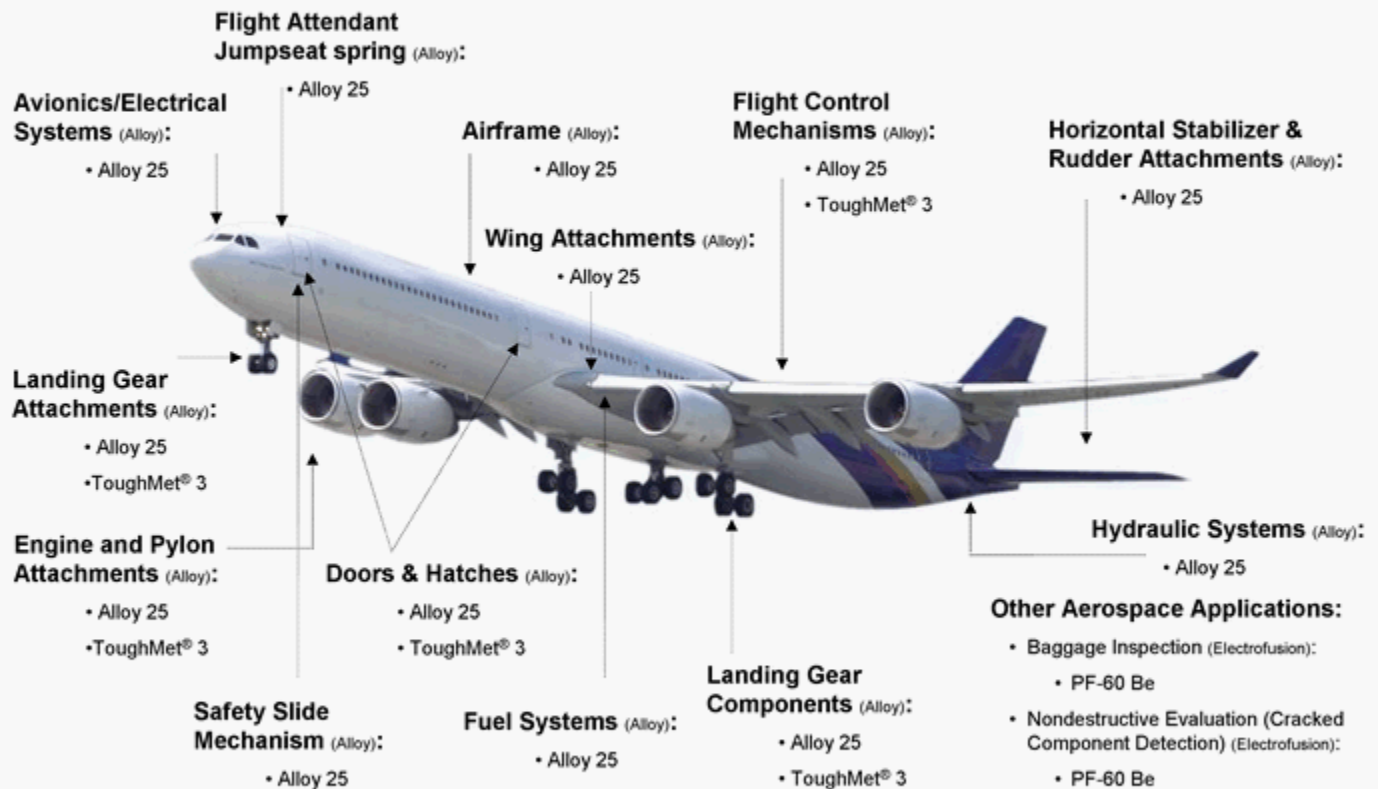 Flight Attendant
Jumpseat spring (Alloy):
• Alloy 25
Avionics/Electrical
Systems (Alloy):
• Alloy 25
Airframe (Alloy):
• Alloy 25
Flight Control
Mechanisms (Alloy):
• Alloy 25
• ToughMet® 3
Horizontal Stabilizer &
Rudder Attachments (Alloy):
• Alloy 25
Wing Attachments (Alloy):
• Alloy 25
Landing Gear
Attachments (Alloy):
• Alloy 25
•ToughMet® 3
Engine and Pylon
Attachments (Alloy):
• Alloy 25
•ToughMet® 3
Doors & Hatches (Alloy):
• Alloy 25
• ToughMet® 3
Hydraulic Systems (Alloy):
• Alloy 25
Safety Slide
Mechanism (Alloy):
• Alloy 25
Fuel Systems (Alloy):
• Alloy 25
Landing Gear
Components (Alloy):
• Alloy 25
• ToughMet® 3
Other Aerospace Applications:
• Baggage Inspection (Electrofusion):
• PF-60 Be
• Nondestructive Evaluation (Cracked
Component Detection) (Electrofusion):
• PF-60 Be